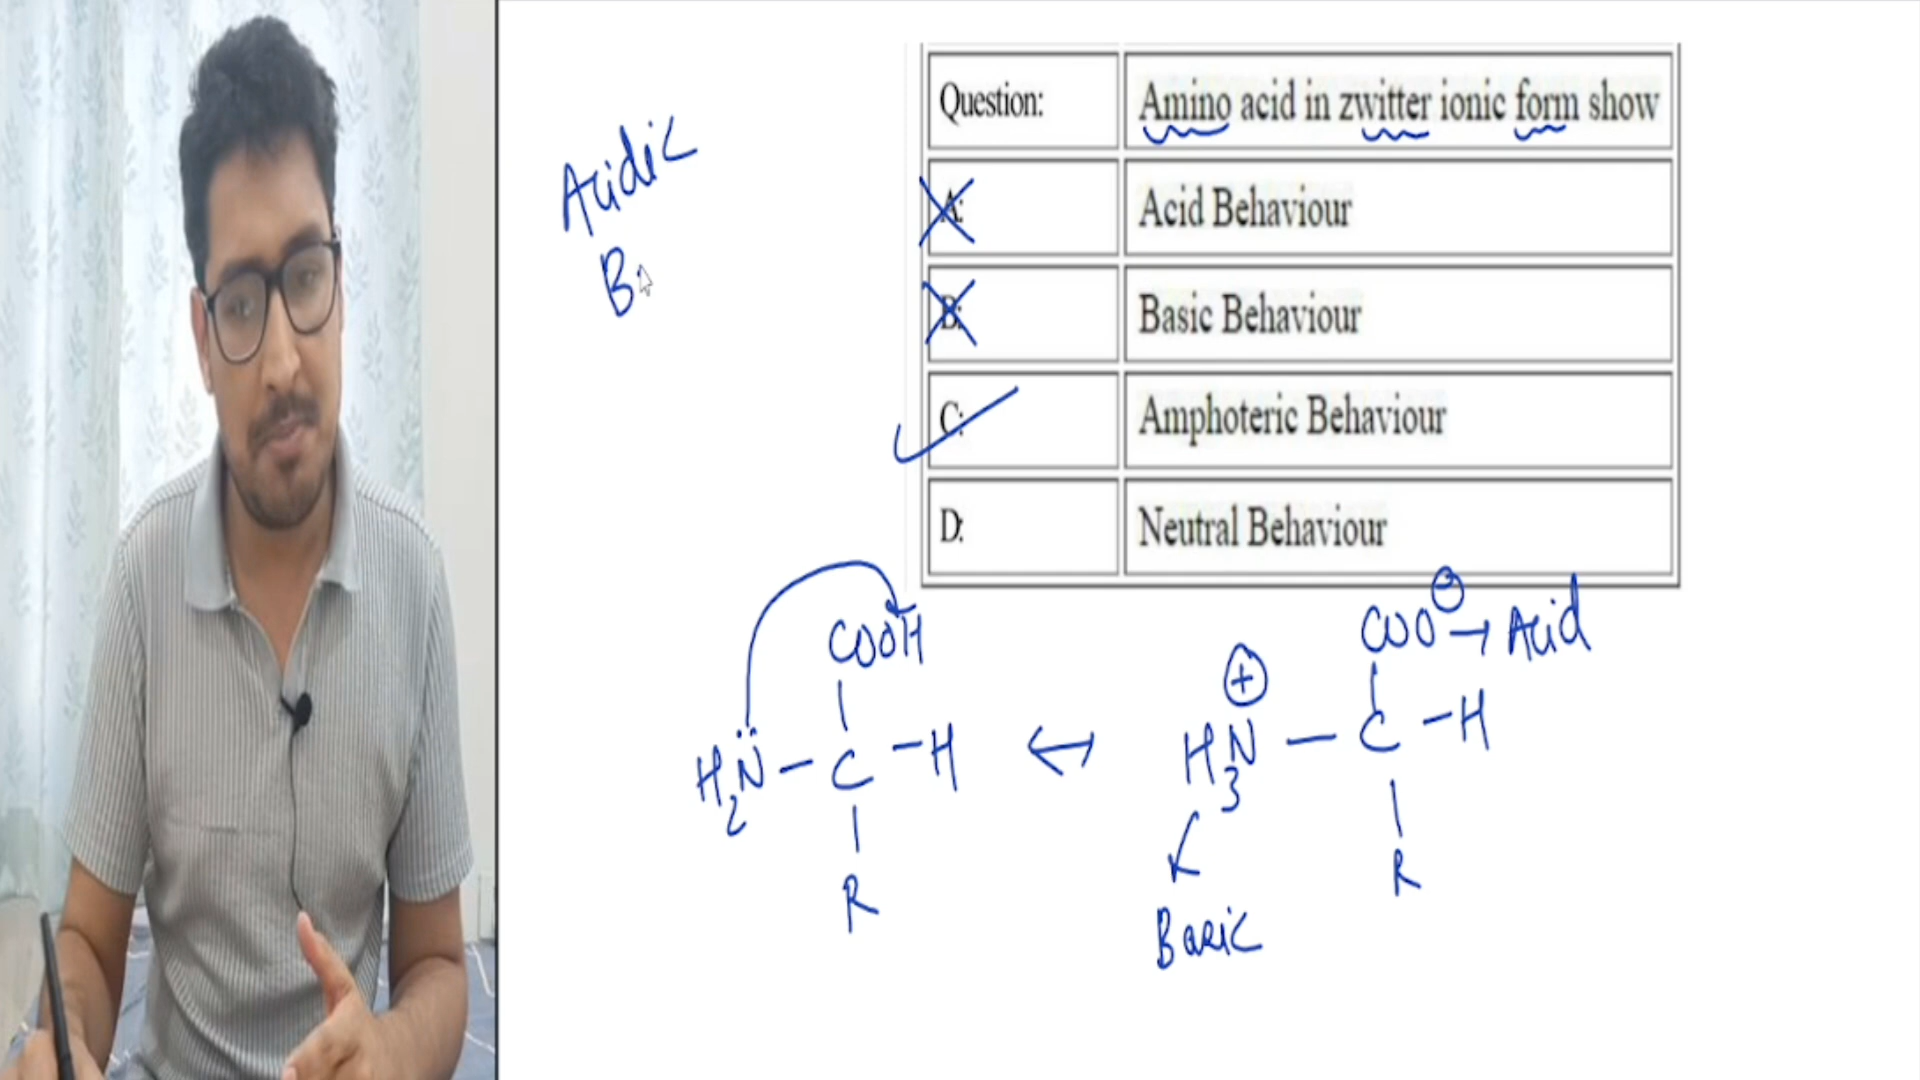 Question: Amino acid in zwitter ionic form show
A: Acid Behaviour
B: Basic Behaviour
C: Amphoteric Behaviour
D: Neutral Behaviour
Acidic
B
COOH
H2N̈ – C – H
R
⊕ COO⊖ → Acid
H3N – C – H
R
Basic